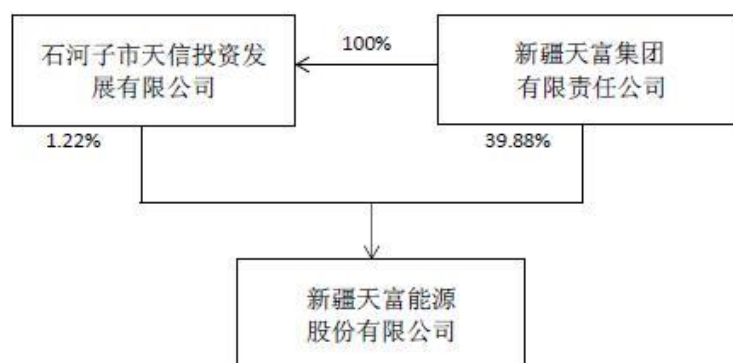 石河子市天信投资发
展有限公司
100%
新疆天富集团
有限责任公司
1.22%
39.88%
新疆天富能源
股份有限公司